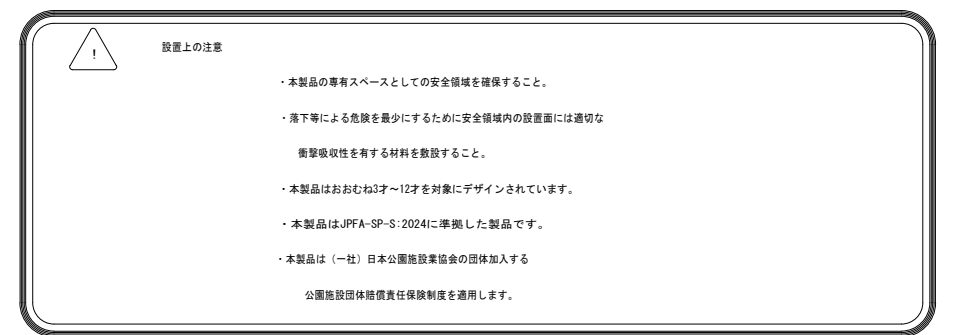 !
設置上の注意
・本製品の専有スペースとしての安全領域を確保すること。
・落下等による危険を最少にするために安全領域内の設置面には適切な
衝撃吸収性を有する材料を敷設すること。
・本製品はおおむね3才～12才を対象にデザインされています。
・本製品はJPFA-SP-S:2024に準拠した製品です。
・本製品は（一社）日本公園施設業協会の団体加入する
公園施設団体賠償責任保険制度を適用します。